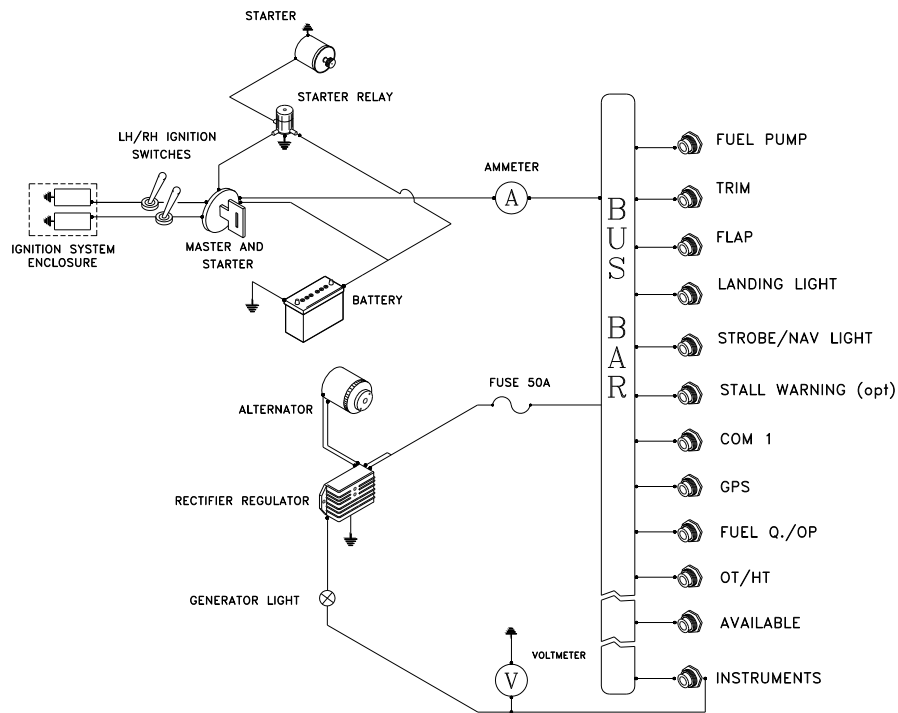 STARTER
STARTER RELAY
LH/RH IGNITION
SWITCHES
AMMETER
A
IGNITION SYSTEM
ENCLOSURE
MASTER AND
STARTER
BATTERY
BUS BAR
FUEL PUMP
TRIM
FLAP
LANDING LIGHT
STROBE/NAV LIGHT
STALL WARNING (opt)
COM 1
GPS
FUEL Q./OP
OT/HT
AVAILABLE
INSTRUMENTS
ALTERNATOR
FUSE 50A
RECTIFIER REGULATOR
GENERATOR LIGHT
VOLTMETER
V